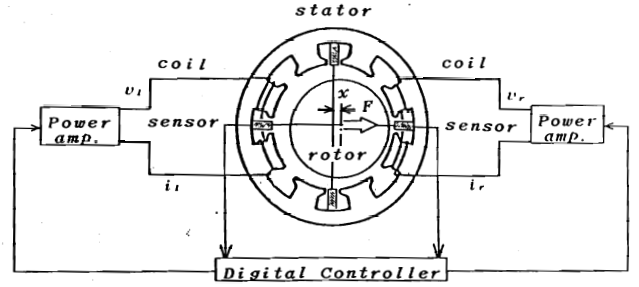 stator
coil
coil
x
v_l
F
v_r
Power
amp.
sensor
sensor
Power
amp.
rotor
i_l
i_r
Digital Controller